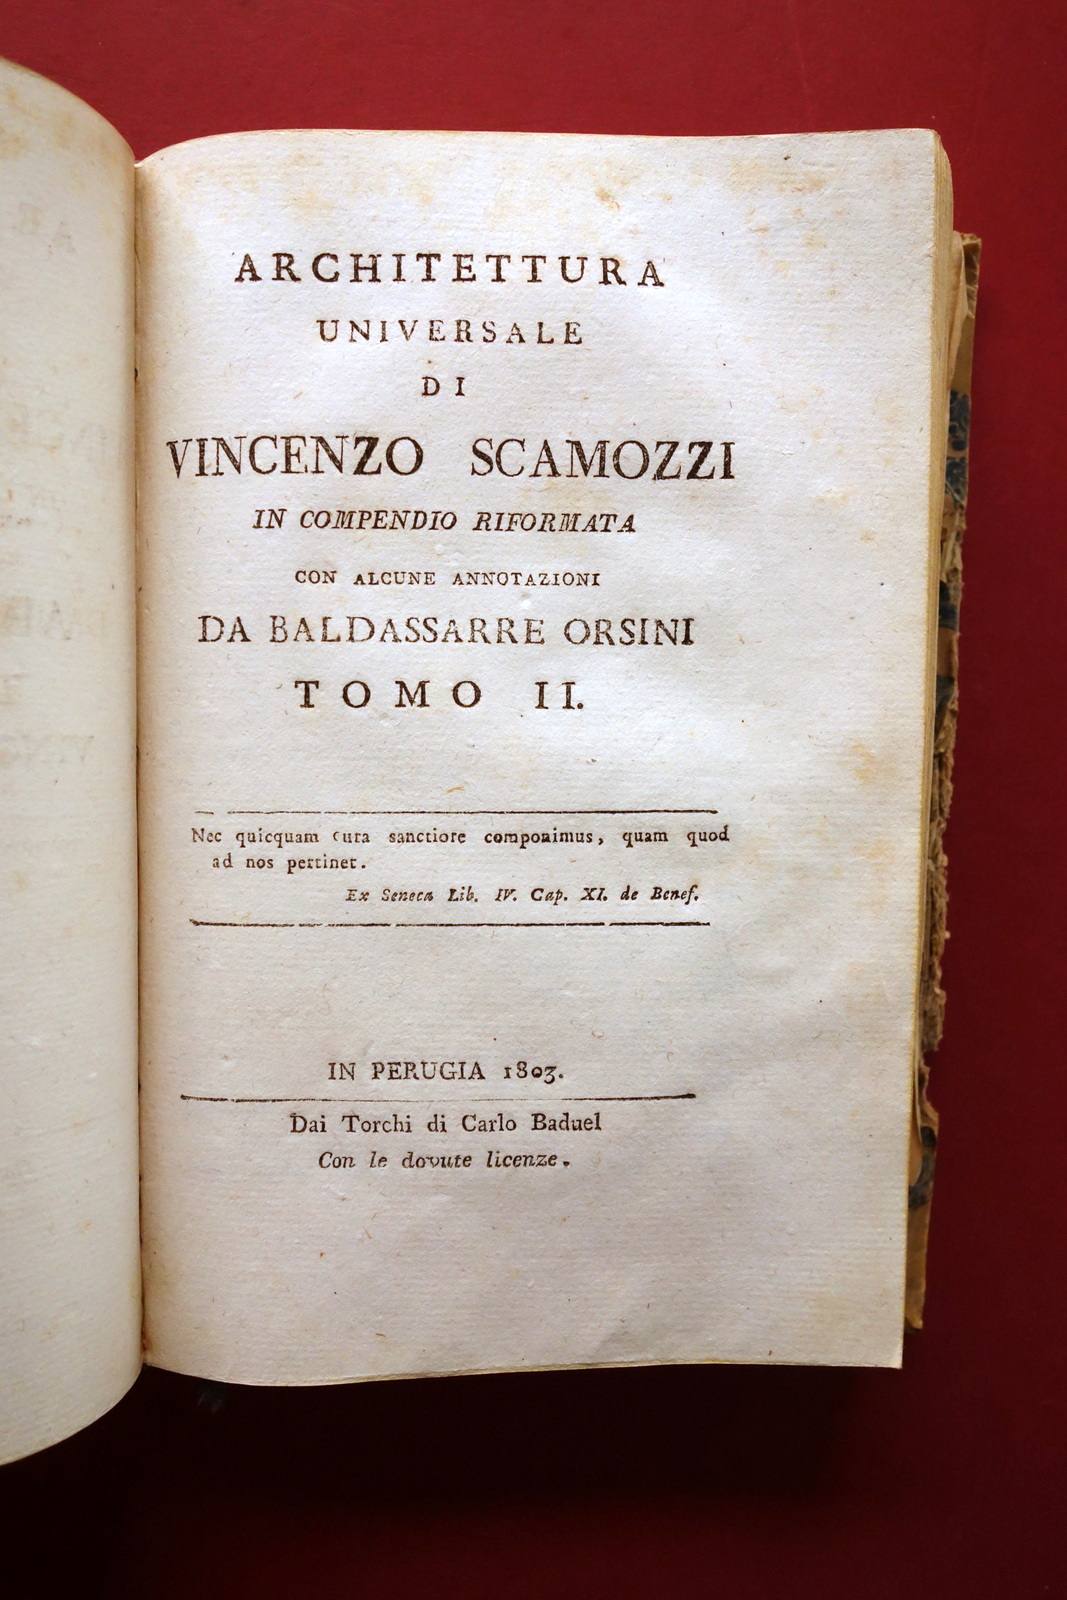 ARCHITETTURA
UNIVERSALE
DI
VINCENZO SCAMOZZI
IN COMPENDIO RIFORMATA
CON ALCUNE ANNOTAZIONI
DA BALDASSARRE ORSINI
TOMO II.
Nec quicquam cura sanctiore componimus, quam quod
ad nos pertinet.
Ex Seneca Lib. IV. Cap. XI. de Benef.
IN PERUGIA 1803.
Dai Torchi di Carlo Baduel
Con le dovute licenze.